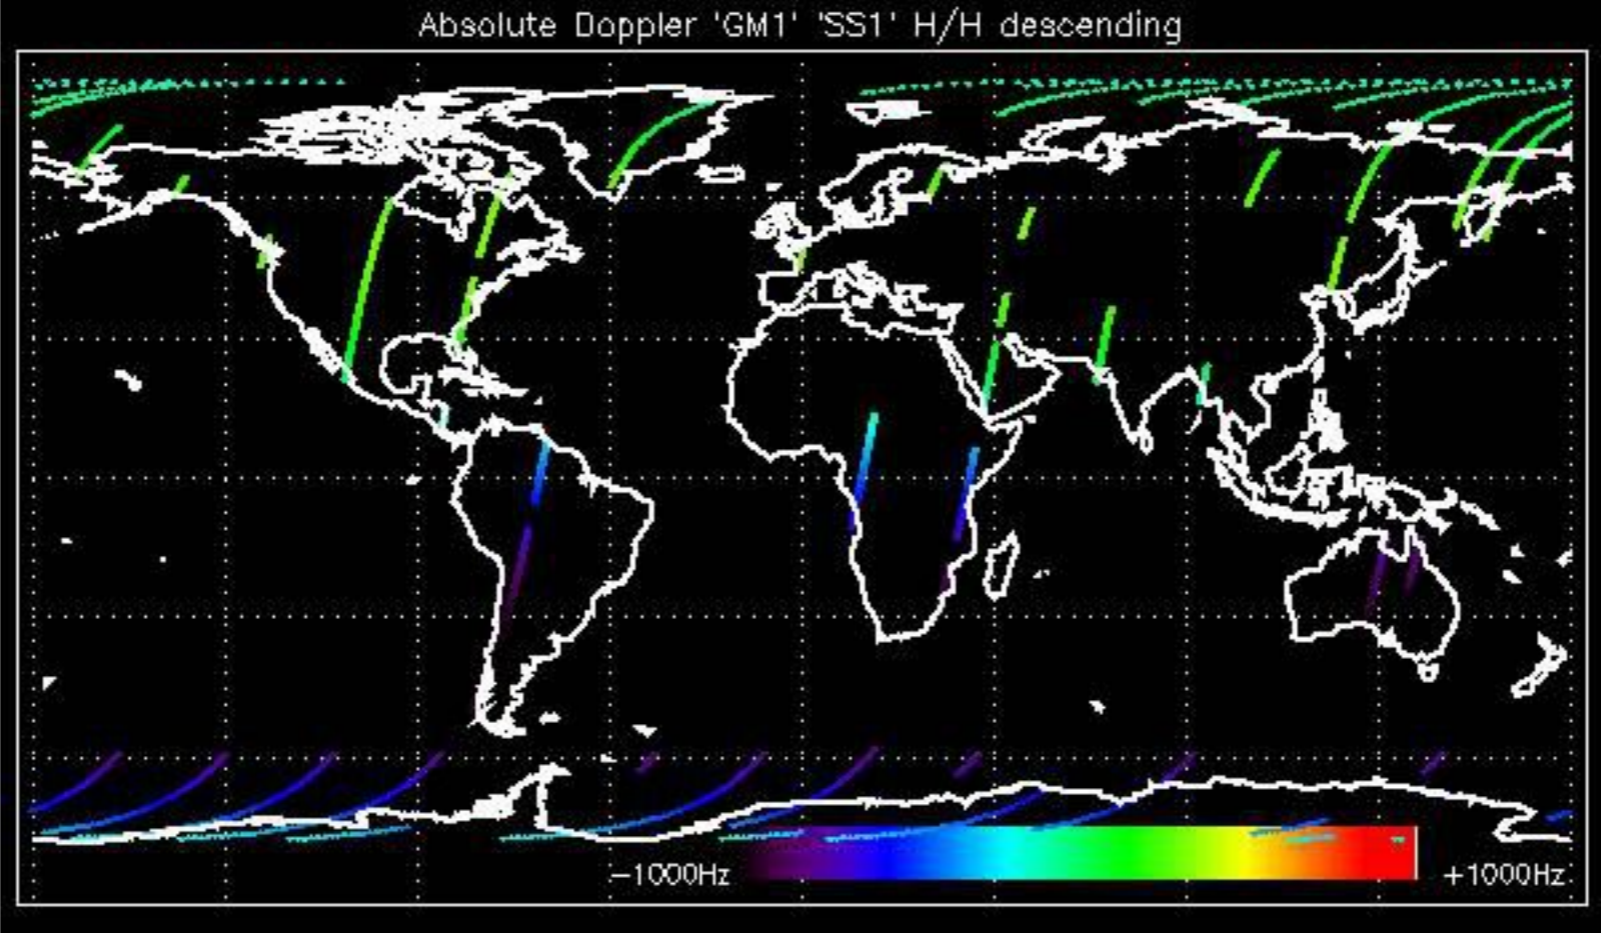 Absolute Doppler 'GM1' 'SS1' H/H descending
-1000Hz +1000Hz